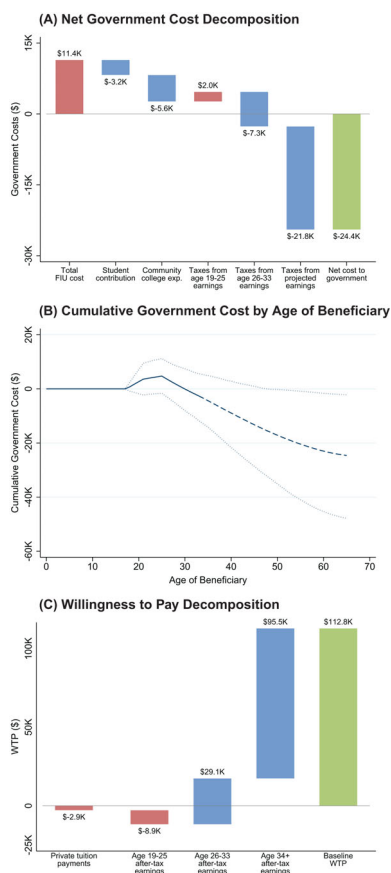 (A) Net Government Cost Decomposition
Government Costs ($)
15K
0
-15K
-30K
$11.4K
$-3.2K
$-5.6K
$2.0K
$-7.3K
$-21.8K
$-24.4K
Total
FIU cost
Student
contribution
Community
college exp.
Taxes from
age 19-25
earnings
Taxes from
age 26-33
earnings
Taxes from
projected
earnings
Net cost to
government
(B) Cumulative Government Cost by Age of Beneficiary
Cumulative Government Cost ($)
20K
0
-20K
-40K
-60K
0 10 20 30 40 50 60 70
Age of Beneficiary
(C) Willingness to Pay Decomposition
WTP ($)
100K
50K
0
-25K
$-2.9K
$-8.9K
$29.1K
$95.5K
$112.8K
Private tuition
payments
Age 19-25
after-tax
earnings
Age 26-33
after-tax
earnings
Age 34+
after-tax
earnings
Baseline
WTP